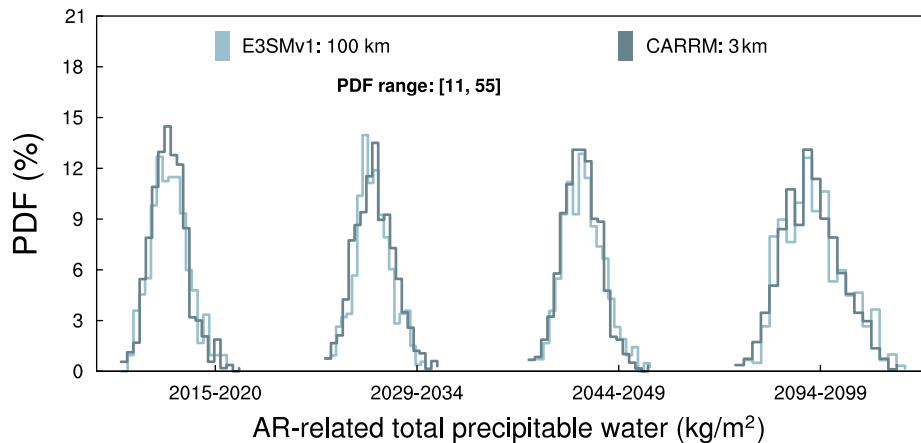 21
18
15
12
9
6
3
0
PDF (%)
E3SMv1: 100 km
CARRM: 3 km
PDF range: [11, 55]
2015-2020
2029-2034
2044-2049
2094-2099
AR-related total precipitable water (kg/m²)